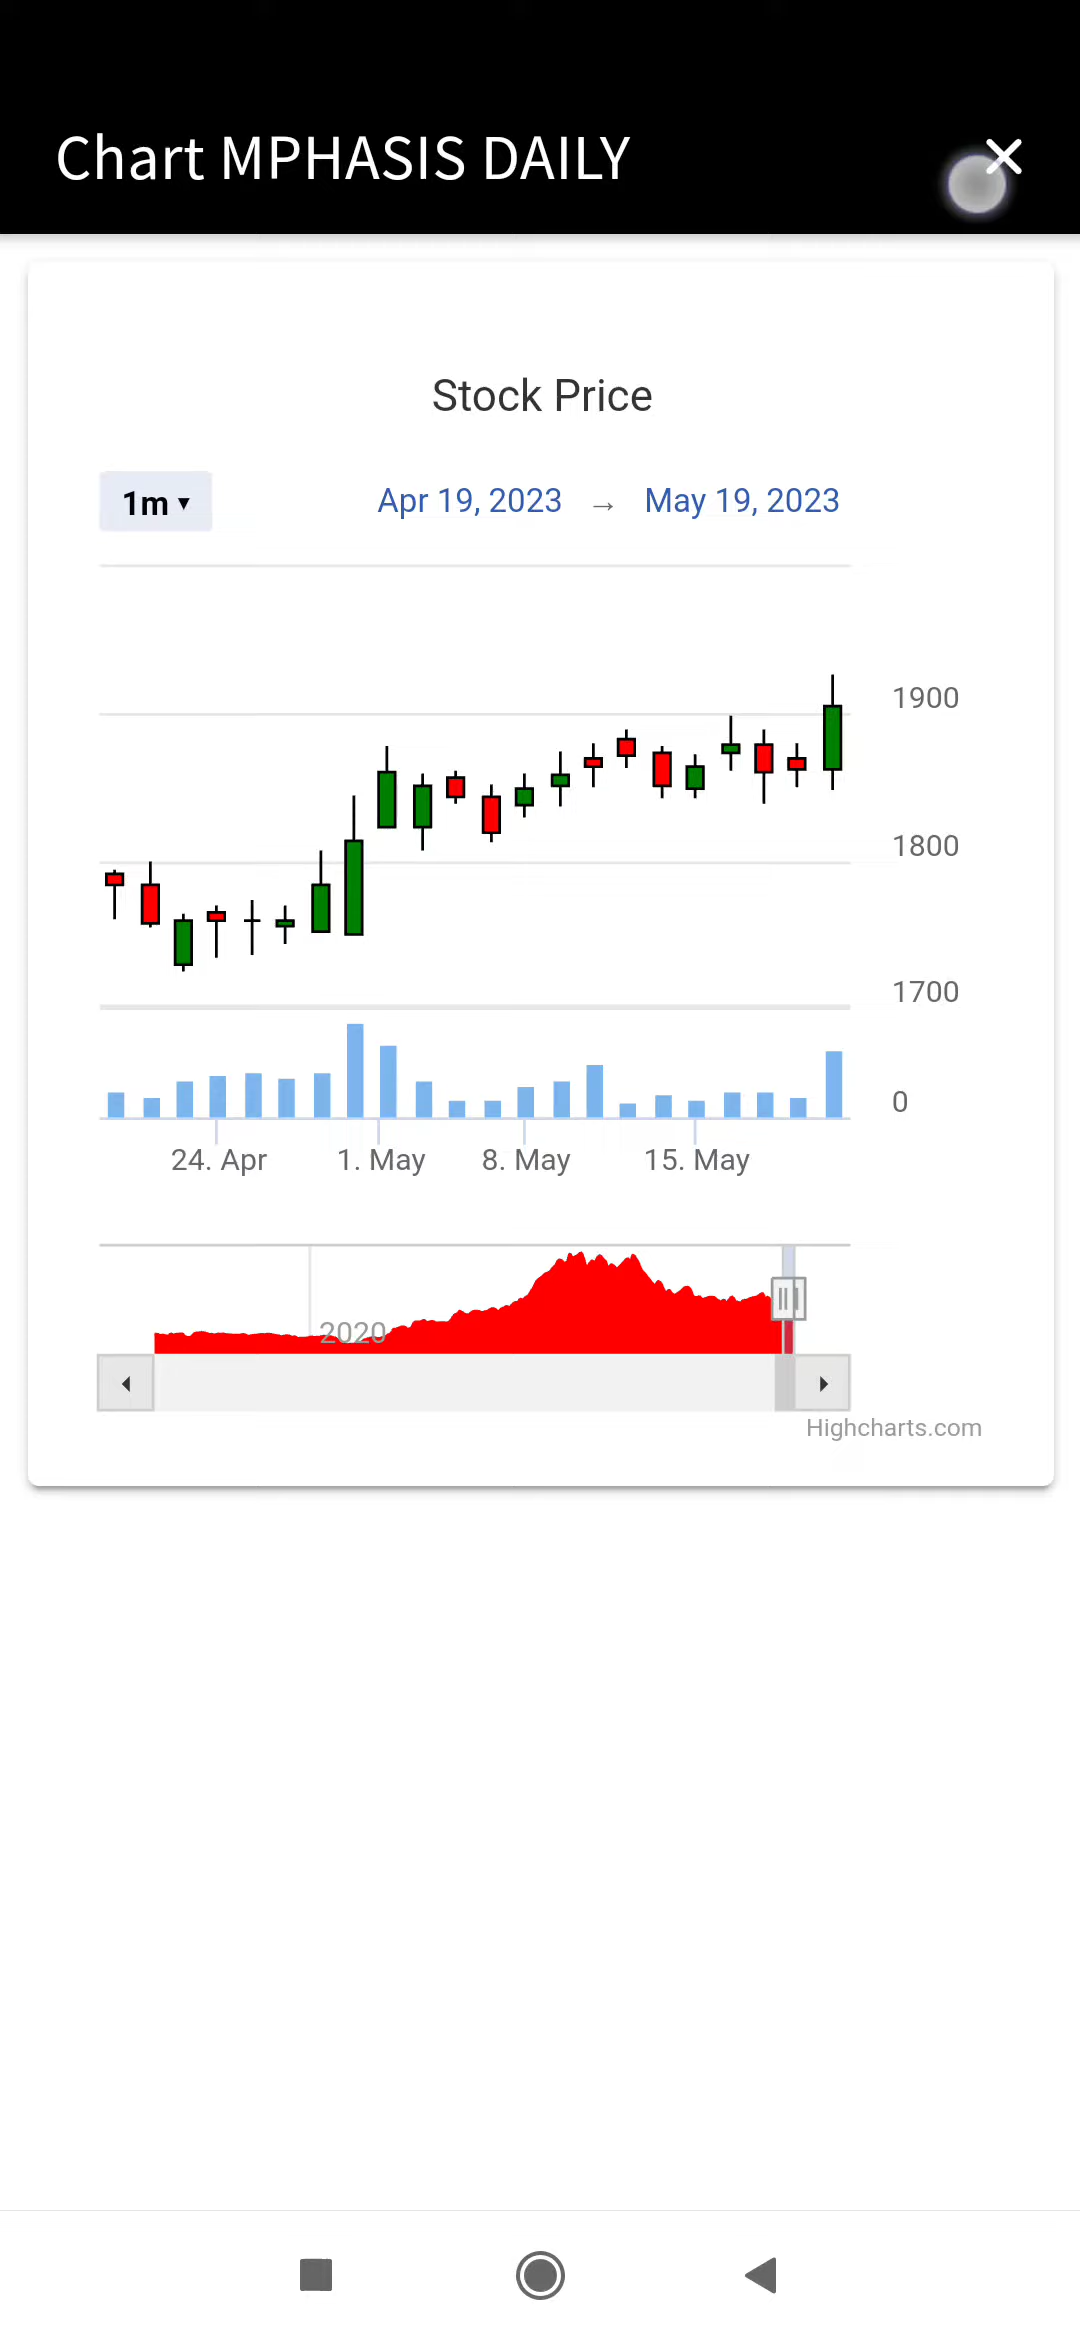 Chart MPHASIS DAILY
Stock Price
1m ▾ Apr 19, 2023 → May 19, 2023
1900
1800
1700
0
24. Apr 1. May 8. May 15. May
2020
Highcharts.com